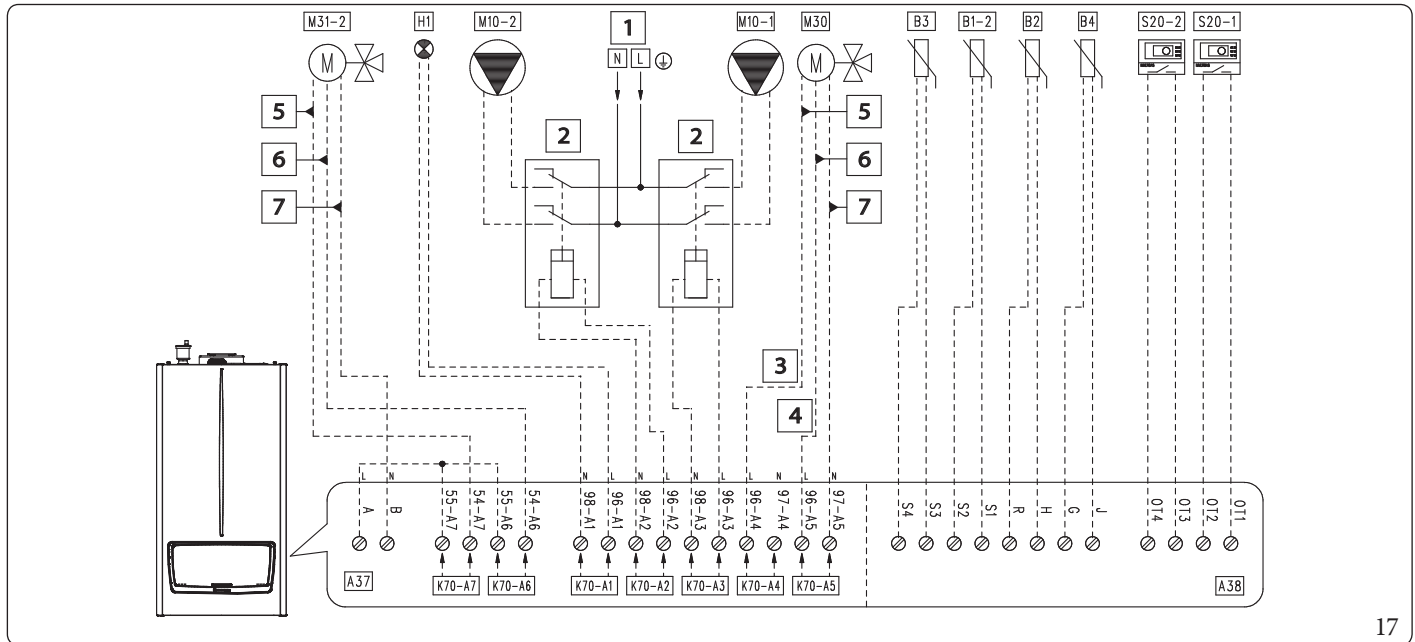 M31-2 H1 M10-2 1 M10-1 M30 B3 B1-2 B2 B4 S20-2 S20-1
N L
M M
5 5
2 2
6 6
7 7
3
4
L N N L N L N L L N L N
A B 55-A7 54-A7 55-A6 54-A6 98-A1 96-A1 98-A2 96-A2 98-A3 96-A3 96-A4 97-A4 96-A5 97-A5 S4 S3 S2 S1 R H G J OT4 OT3 OT2 OT1
A37 K70-A7 K70-A6 K70-A1 K70-A2 K70-A3 K70-A4 K70-A5 A38
17